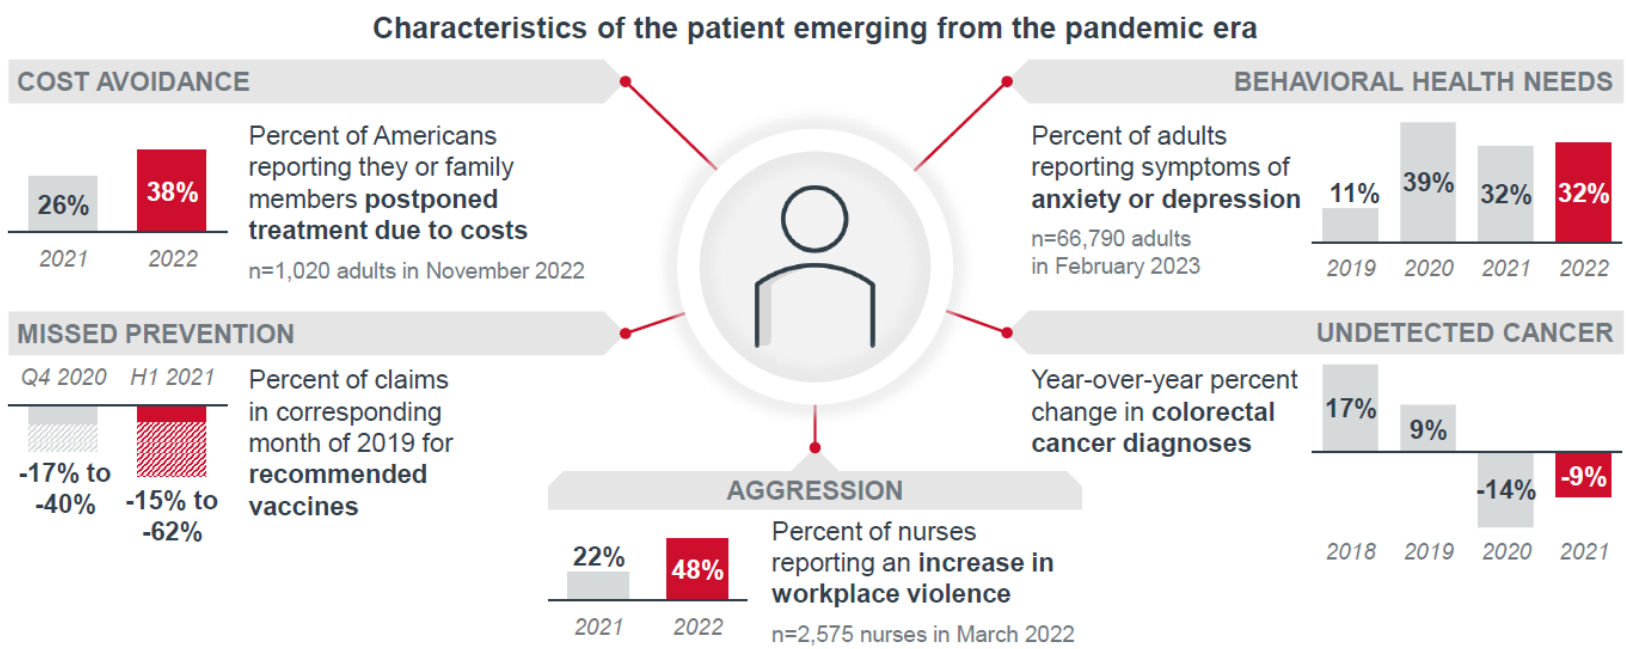 Characteristics of the patient emerging from the pandemic era
COST AVOIDANCE
26%
38%
2021
2022
Percent of Americans
reporting they or family
members postponed
treatment due to costs
n=1,020 adults in November 2022
BEHAVIORAL HEALTH NEEDS
Percent of adults
reporting symptoms of
anxiety or depression
n=66,790 adults
in February 2023
11%
39%
32%
32%
2019
2020
2021
2022
MISSED PREVENTION
Q4 2020
H1 2021
-17% to
-40%
-15% to
-62%
Percent of claims
in corresponding
month of 2019 for
recommended
vaccines
UNDETECTED CANCER
Year-over-year percent
change in colorectal
cancer diagnoses
17%
9%
-14%
-9%
2018
2019
2020
2021
AGGRESSION
22%
48%
2021
2022
Percent of nurses
reporting an increase in
workplace violence
n=2,575 nurses in March 2022